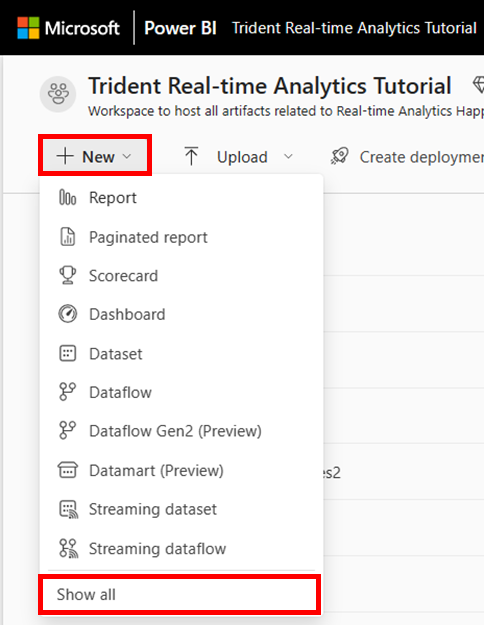 Microsoft Power BI Trident Real-time Analytics Tutorial
Trident Real-time Analytics Tutorial
Workspace to host all artifacts related to Real-time Analytics Happ
New Upload Create deploymen
Report
Paginated report
Scorecard
Dashboard
Dataset
Dataflow
Dataflow Gen2 (Preview)
Datamart (Preview)
es2
Streaming dataset
Streaming dataflow
Show all